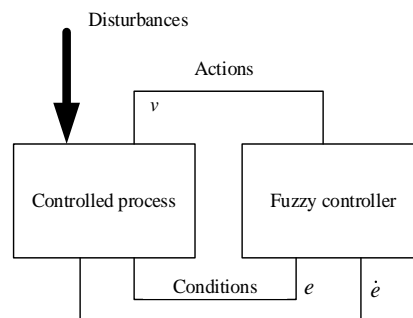 Disturbances
Actions
v
Controlled process
Fuzzy controller
Conditions
e
ė